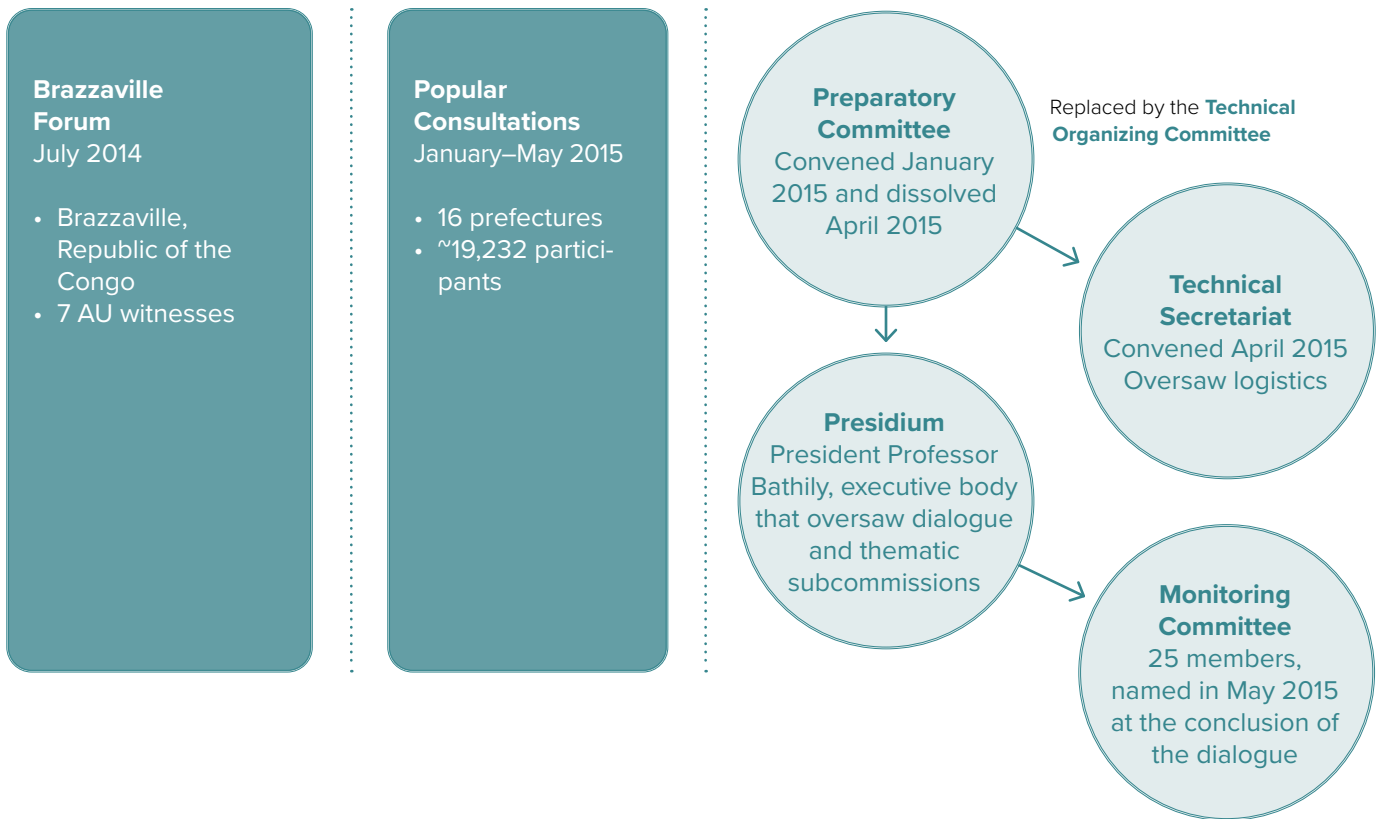 Brazzaville
Forum
July 2014
• Brazzaville,
Republic of the
Congo
• 7 AU witnesses
Popular
Consultations
January–May 2015
• 16 prefectures
• ~19,232 partici-
pants
Preparatory
Committee
Convened January
2015 and dissolved
April 2015
Replaced by the Technical
Organizing Committee
Technical
Secretariat
Convened April 2015
Oversaw logistics
Presidium
President Professor
Bathily, executive body
that oversaw dialogue
and thematic
subcommissions
Monitoring
Committee
25 members,
named in May 2015
at the conclusion of
the dialogue